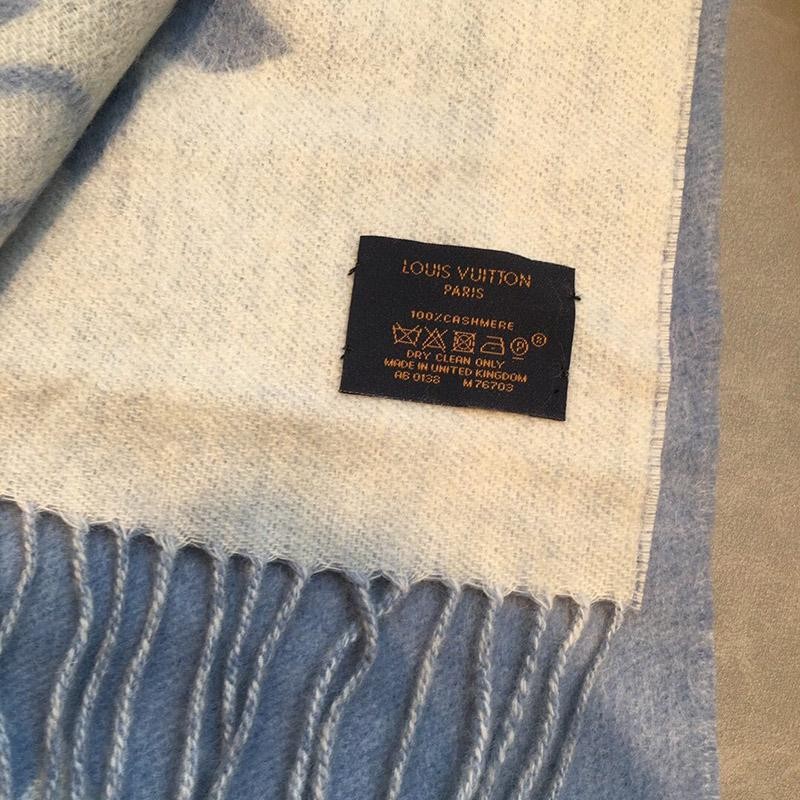 LOUIS VUITTON
PARIS
100%CASHMERE
P ®
DRY CLEAN ONLY
MADE IN UNITED KINGDOM
AB 0138 M76703